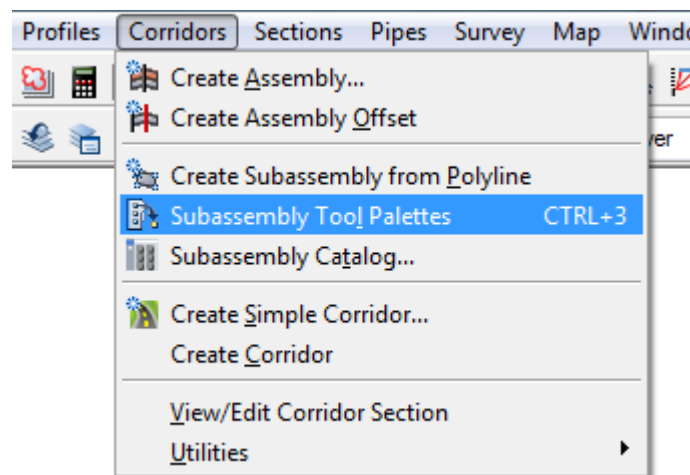 Profiles Corridors Sections Pipes Survey Map
Create Assembly...
Create Assembly Offset
Create Subassembly from Polyline
Subassembly Tool Palettes CTRL+3
Subassembly Catalog...
Create Simple Corridor...
Create Corridor
View/Edit Corridor Section
Utilities